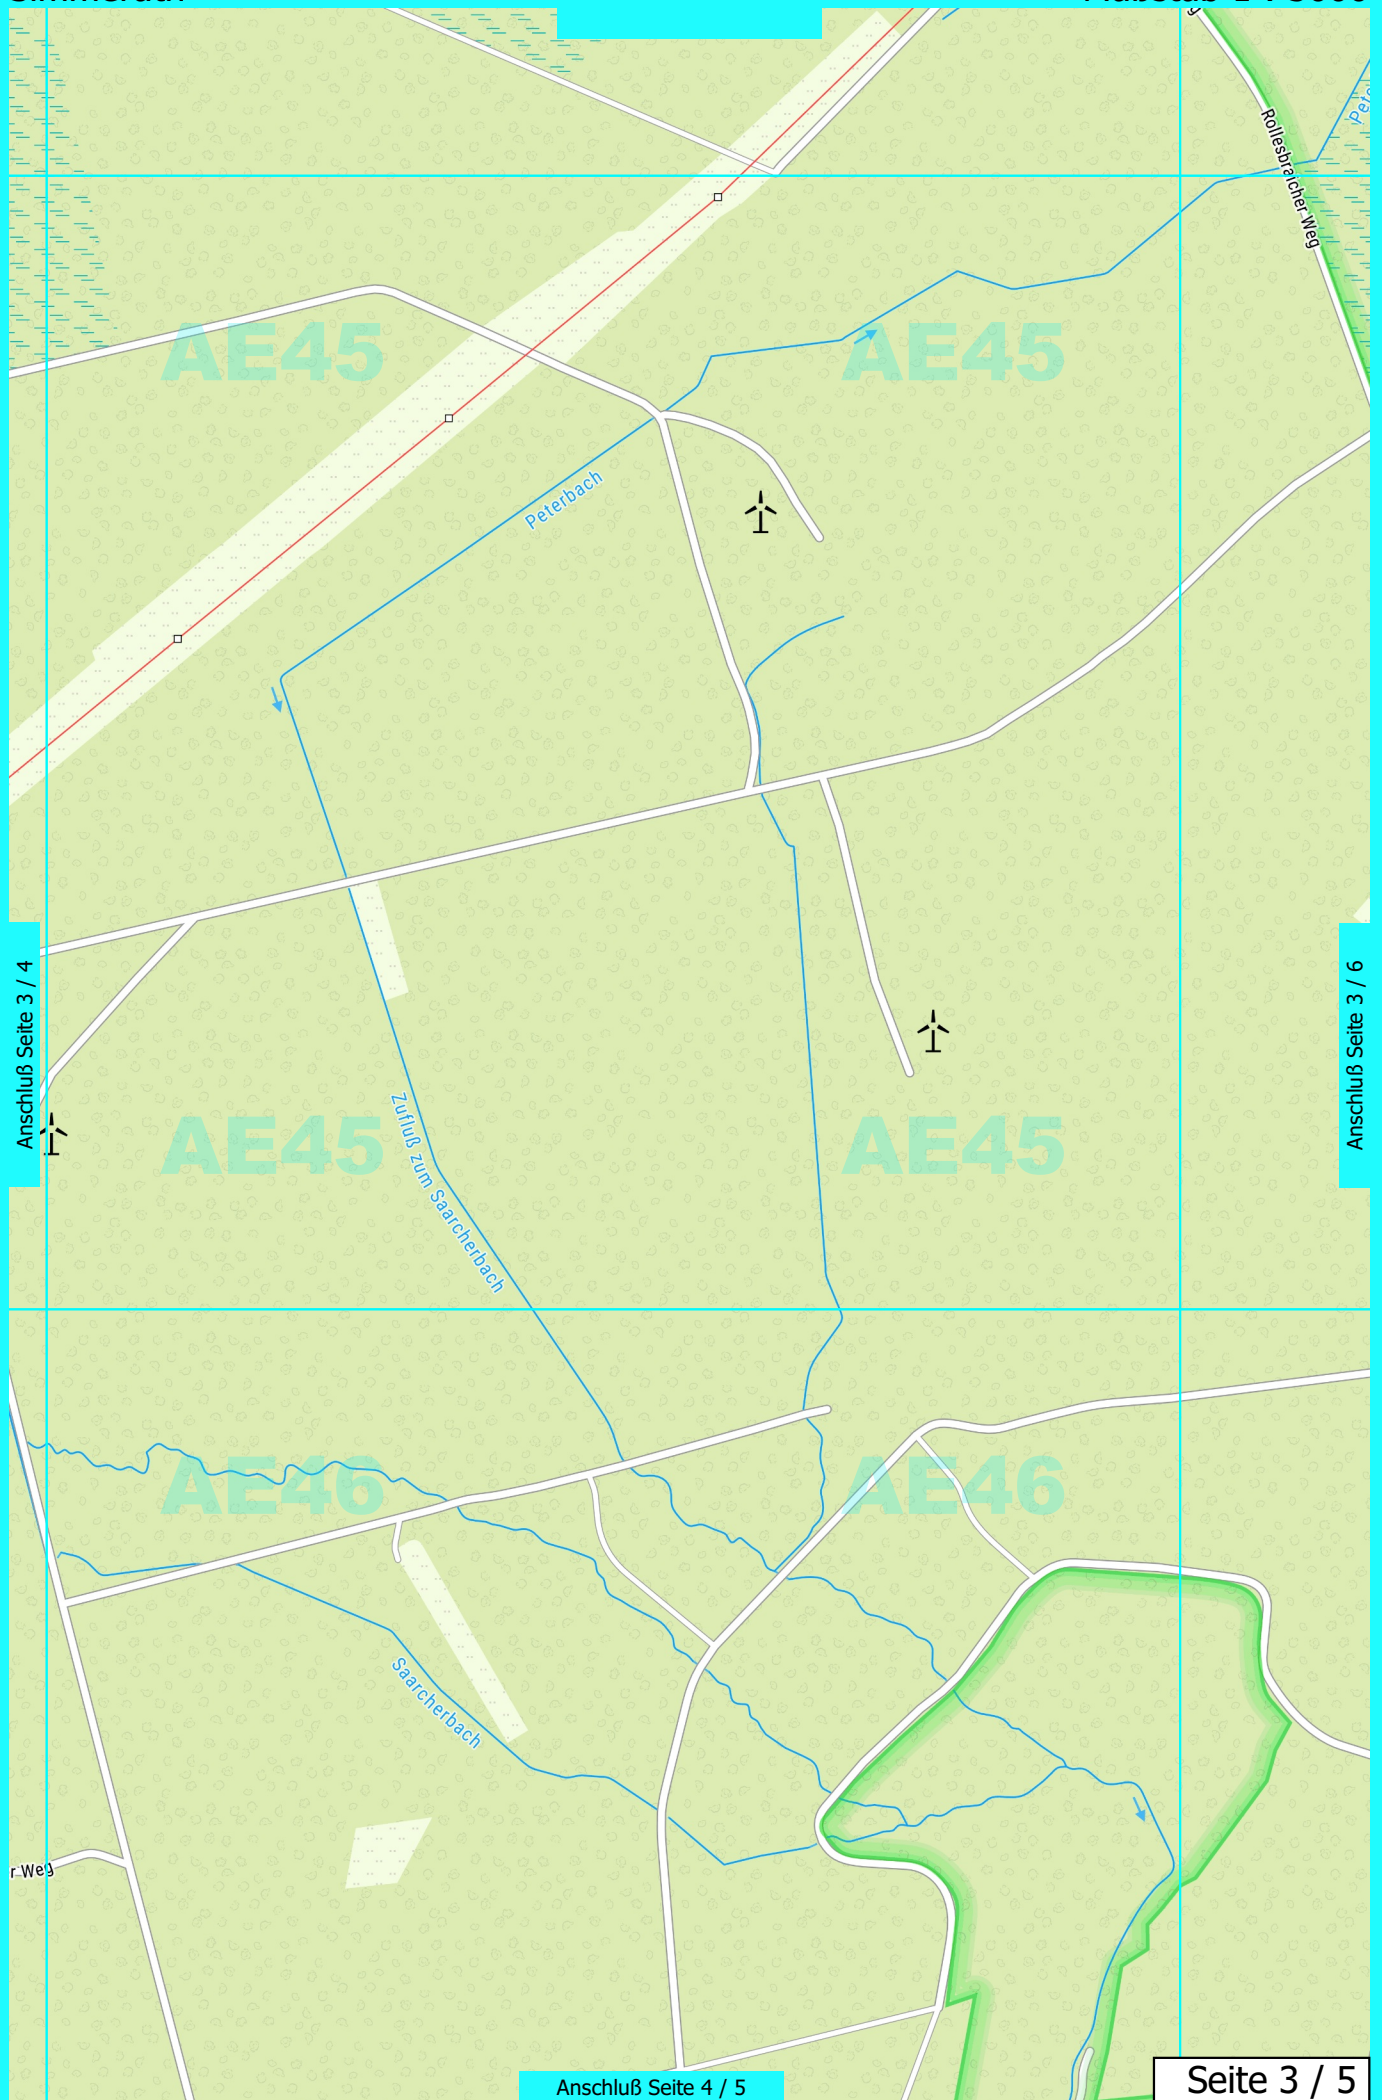 Rollesbraicher Weg
AE45
AE45
Peterbach
Anschluß Seite 3 / 4
Anschluß Seite 3 / 6
Zufluß zum Saarcherbach
AE45
AE45
AE46
AE46
Saarcherbach
r Weg
Anschluß Seite 4 / 5
Seite 3 / 5